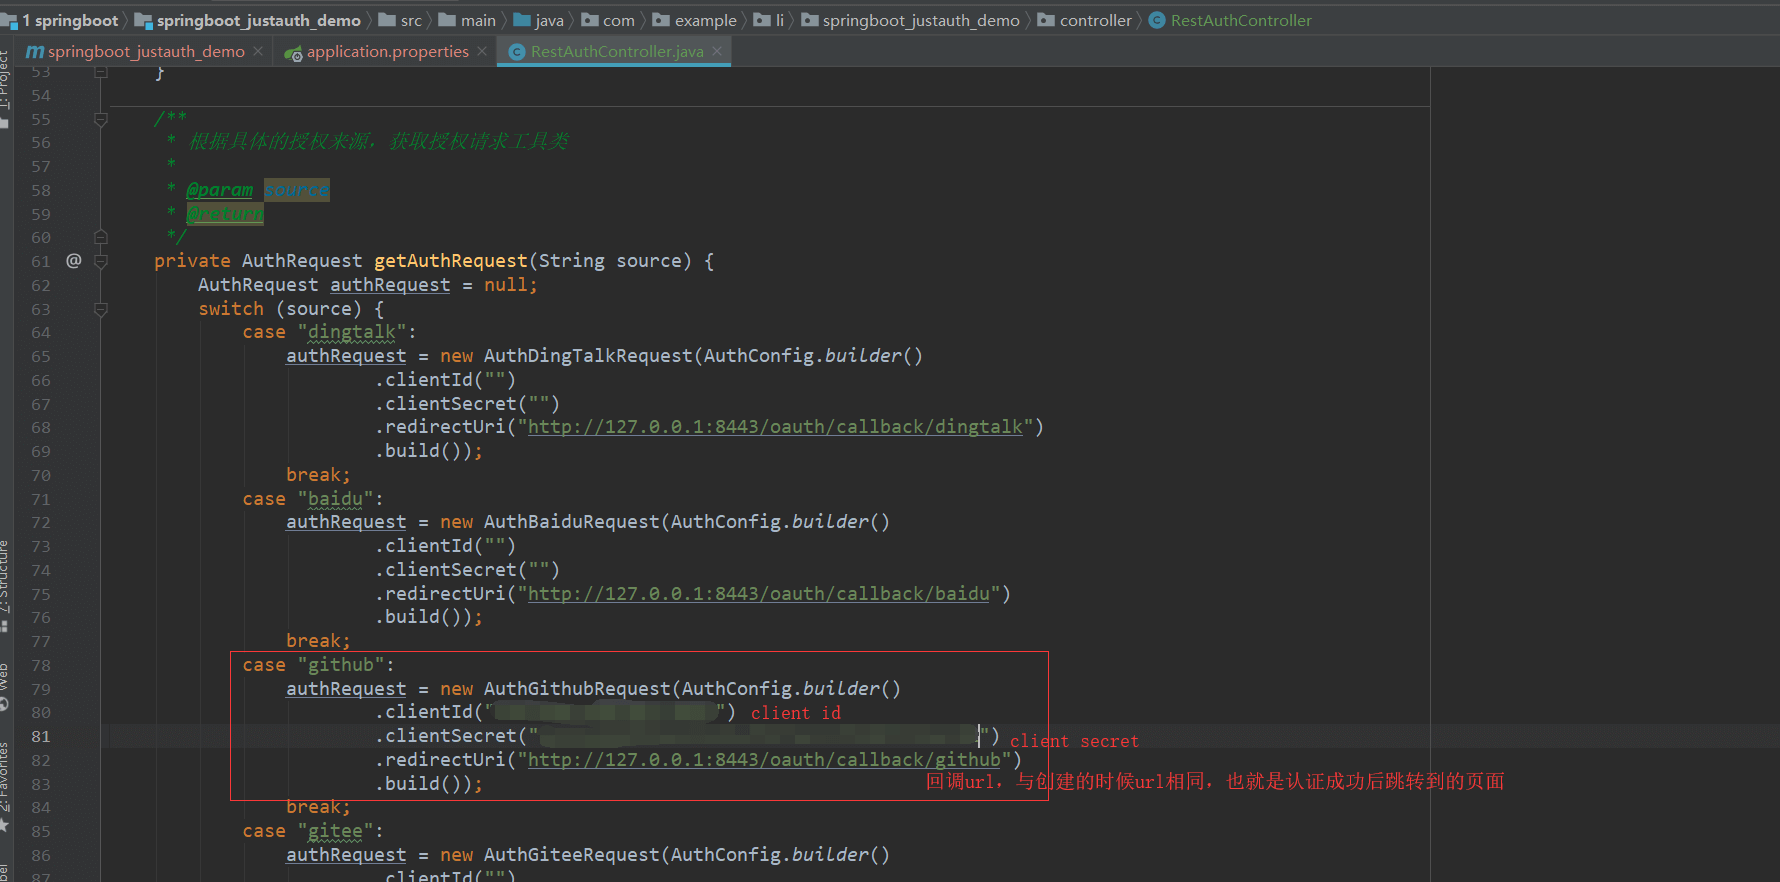 1 springboot springboot_justauth_demo src main java com example li springboot_justauth_demo controller RestAuthController
springboot_justauth_demo application.properties RestAuthController.java
53 }
54
55 /**
56 * 根据具体的授权来源，获取授权请求工具类
57 *
58 * @param source
59 * @return
60 */
61 @ private AuthRequest getAuthRequest(String source) {
62 AuthRequest authRequest = null;
63 switch (source) {
64 case "dingtalk":
65 authRequest = new AuthDingTalkRequest(AuthConfig.builder()
66 .clientId("")
67 .clientSecret("")
68 .redirectUri("http://127.0.0.1:8443/oauth/callback/dingtalk")
69 .build());
70 break;
71 case "baidu":
72 authRequest = new AuthBaiduRequest(AuthConfig.builder()
73 .clientId("")
74 .clientSecret("")
75 .redirectUri("http://127.0.0.1:8443/oauth/callback/baidu")
76 .build());
77 break;
78 case "github":
79 authRequest = new AuthGithubRequest(AuthConfig.builder()
80 .clientId("") client id
81 .clientSecret("") client secret
82 .redirectUri("http://127.0.0.1:8443/oauth/callback/github")
回调url，与创建的时候url相同，也就是认证成功后跳转到的页面
83 .build());
84 break;
85 case "gitee":
86 authRequest = new AuthGiteeRequest(AuthConfig.builder()
87 .clientId("")
1: Project
7: Structure
Web
2: Favorites